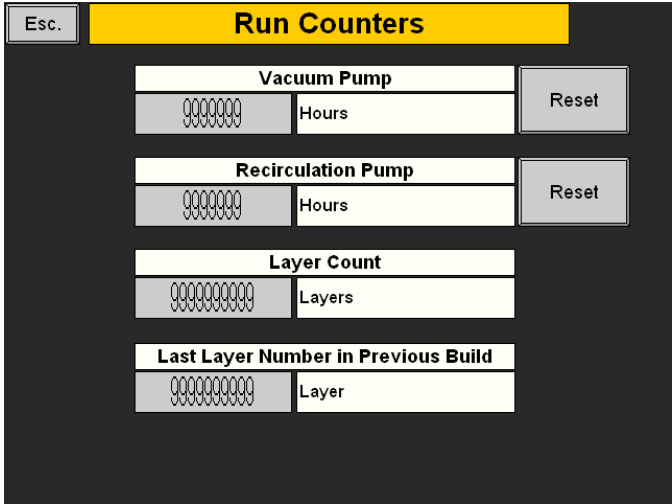 Esc.
Run Counters
Vacuum Pump
9999999
Hours
Reset
Recirculation Pump
9999999
Hours
Reset
Layer Count
9999999999
Layers
Last Layer Number in Previous Build
9999999999
Layer